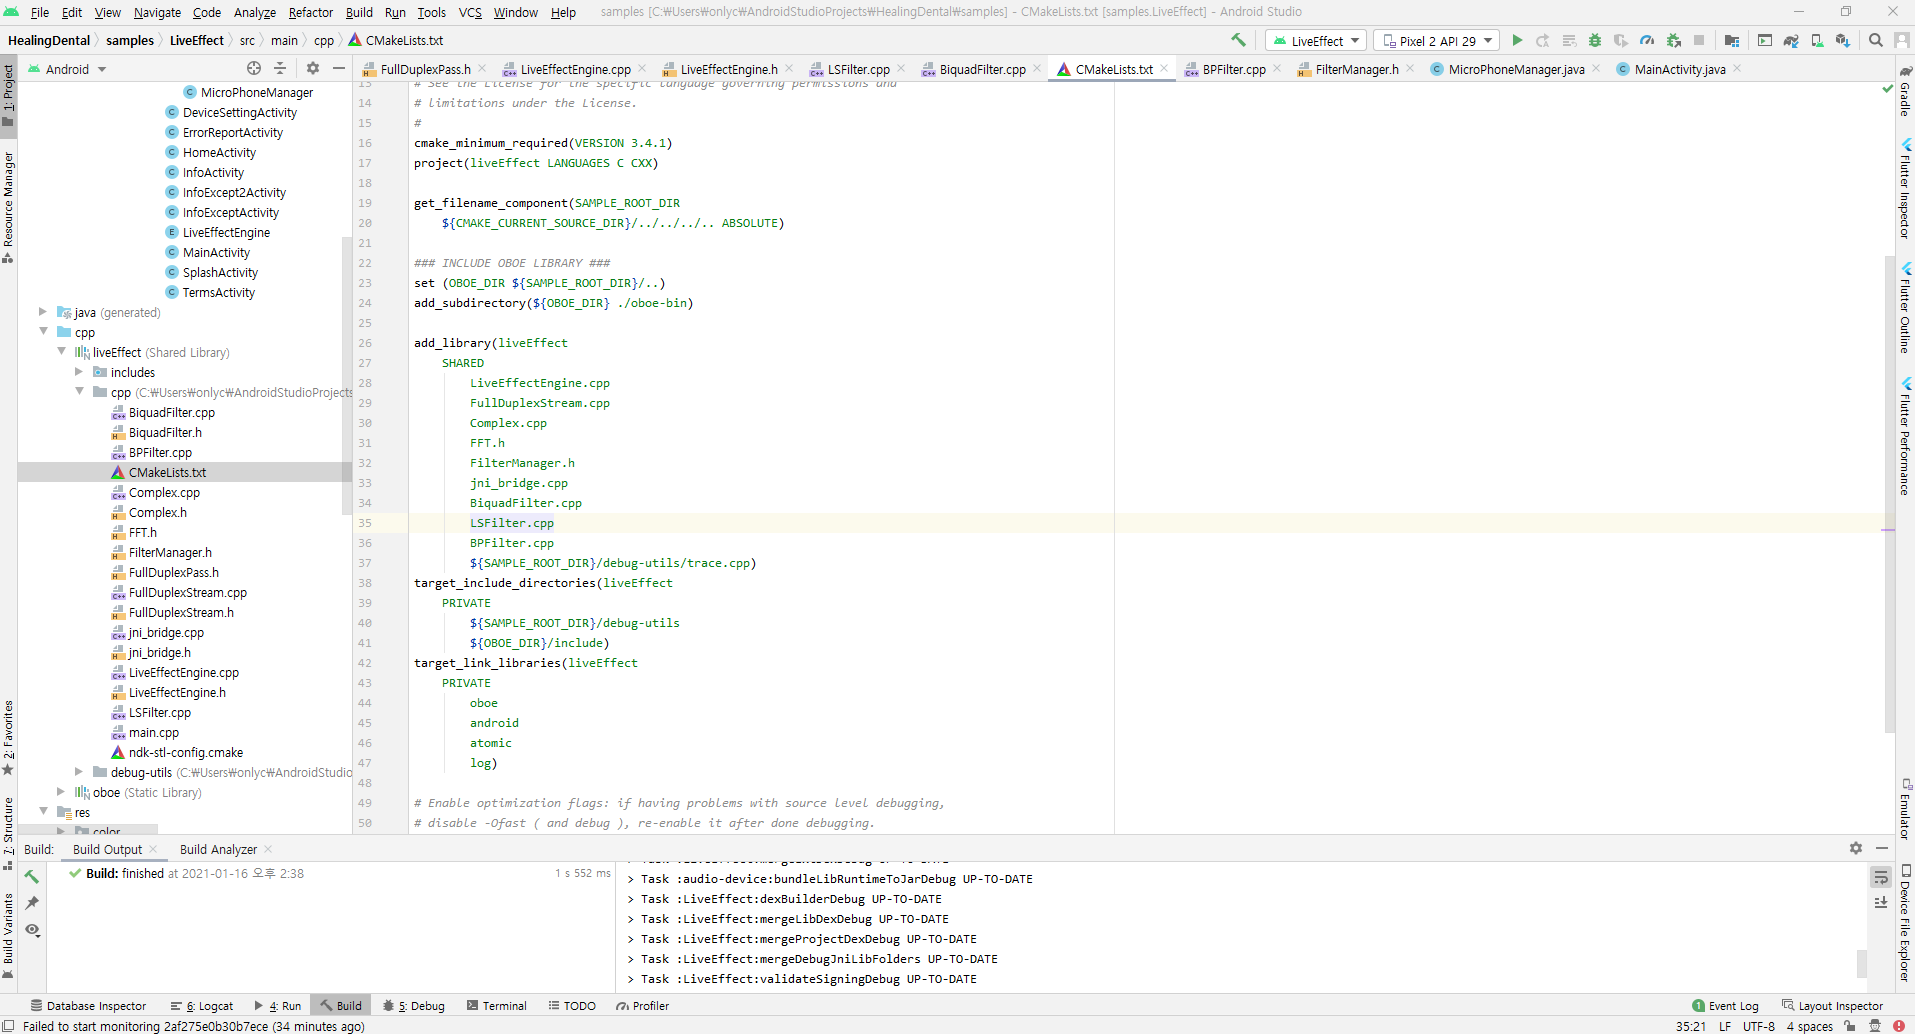 File Edit View Navigate Code Analyze Refactor Build Run Tools VCS Window Help samples [C:₩Users₩onlyc₩AndroidStudioProjects₩HealingDental₩samples] - CMakeLists.txt [samples.LiveEffect] - Android Studio
HealingDental samples LiveEffect src main cpp CMakeLists.txt LiveEffect Pixel 2 API 29
Android FullDuplexPass.h LiveEffectEngine.cpp LiveEffectEngine.h LSFilter.cpp BiquadFilter.cpp CMakeLists.txt BPFilter.cpp FilterManager.h MicroPhoneManager.java MainActivity.java
1: Project
Resource Manager
2: Favorites
7: Structure
Build Variants
MicroPhoneManager
DeviceSettingActivity
ErrorReportActivity
HomeActivity
InfoActivity
InfoExcept2Activity
InfoExceptActivity
LiveEffectEngine
MainActivity
SplashActivity
TermsActivity
java (generated)
cpp
liveEffect (Shared Library)
includes
cpp (C:₩Users₩onlyc₩AndroidStudioProjects
BiquadFilter.cpp
BiquadFilter.h
BPFilter.cpp
CMakeLists.txt
Complex.cpp
Complex.h
FFT.h
FilterManager.h
FullDuplexPass.h
FullDuplexStream.cpp
FullDuplexStream.h
jni_bridge.cpp
jni_bridge.h
LiveEffectEngine.cpp
LiveEffectEngine.h
LSFilter.cpp
main.cpp
ndk-stl-config.cmake
debug-utils (C:₩Users₩onlyc₩AndroidStudio
oboe (Static Library)
res
color
13 # See the License for the specific language governing permissions and
14 # limitations under the License.
15 #
16 cmake_minimum_required(VERSION 3.4.1)
17 project(liveEffect LANGUAGES C CXX)
18
19 get_filename_component(SAMPLE_ROOT_DIR
20 ${CMAKE_CURRENT_SOURCE_DIR}/../../../.. ABSOLUTE)
21
22 ### INCLUDE OBOE LIBRARY ###
23 set (OBOE_DIR ${SAMPLE_ROOT_DIR}/..)
24 add_subdirectory(${OBOE_DIR} ./oboe-bin)
25
26 add_library(liveEffect
27 SHARED
28 LiveEffectEngine.cpp
29 FullDuplexStream.cpp
30 Complex.cpp
31 FFT.h
32 FilterManager.h
33 jni_bridge.cpp
34 BiquadFilter.cpp
35 LSFilter.cpp
36 BPFilter.cpp
37 ${SAMPLE_ROOT_DIR}/debug-utils/trace.cpp)
38 target_include_directories(liveEffect
39 PRIVATE
40 ${SAMPLE_ROOT_DIR}/debug-utils
41 ${OBOE_DIR}/include)
42 target_link_libraries(liveEffect
43 PRIVATE
44 oboe
45 android
46 atomic
47 log)
48
49 # Enable optimization flags: if having problems with source level debugging,
50 # disable -Ofast ( and debug ), re-enable it after done debugging.
Gradle
Flutter Inspector
Flutter Outline
Flutter Performance
Emulator
Device File Explorer
Build: Build Output Build Analyzer
Build: finished at 2021-01-16 오후 2:38 1 s 552 ms
> Task :audio-device:bundleLibRuntimeToJarDebug UP-TO-DATE
> Task :LiveEffect:dexBuilderDebug UP-TO-DATE
> Task :LiveEffect:mergeLibDexDebug UP-TO-DATE
> Task :LiveEffect:mergeProjectDexDebug UP-TO-DATE
> Task :LiveEffect:mergeDebugJniLibFolders UP-TO-DATE
> Task :LiveEffect:validateSigningDebug UP-TO-DATE
Database Inspector 6: Logcat 4: Run Build 5: Debug Terminal TODO Profiler 1 Event Log Layout Inspector
Failed to start monitoring 2af275e0b30b7ece (34 minutes ago) 35:21 LF UTF-8 4 spaces